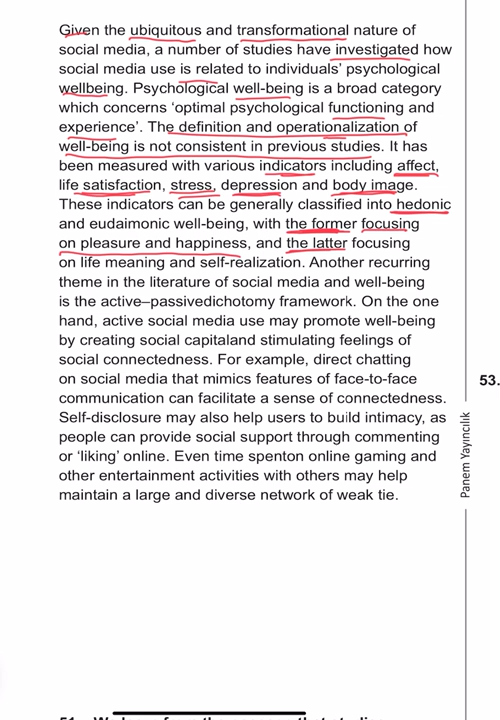 Given the ubiquitous and transformational nature of
social media, a number of studies have investigated how
social media use is related to individuals' psychological
wellbeing. Psychological well-being is a broad category
which concerns 'optimal psychological functioning and
experience'. The definition and operationalization of
well-being is not consistent in previous studies. It has
been measured with various indicators including affect,
life satisfaction, stress, depression and body image.
These indicators can be generally classified into hedonic
and eudaimonic well-being, with the former focusing
on pleasure and happiness, and the latter focusing
on life meaning and self-realization. Another recurring
theme in the literature of social media and well-being
is the active–passivedichotomy framework. On the one
hand, active social media use may promote well-being
by creating social capitaland stimulating feelings of
social connectedness. For example, direct chatting
on social media that mimics features of face-to-face
communication can facilitate a sense of connectedness.
Self-disclosure may also help users to build intimacy, as
people can provide social support through commenting
or 'liking' online. Even time spenton online gaming and
other entertainment activities with others may help
maintain a large and diverse network of weak tie.
53.
Panem Yayıncılık